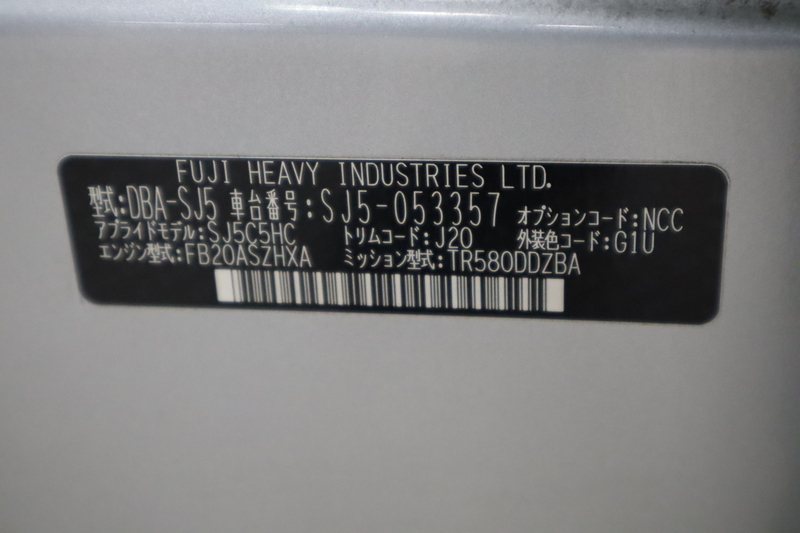 FUJI HEAVY INDUSTRIES LTD.
型式:DBA-SJ5 車台番号:SJ5-053357 オプションコード:NCC
アプライドモデル:SJ5C5HC トリムコード:J20 外装色コード:G1U
エンジン型式:FB20ASZHXA ミッション型式:TR580DDZBA